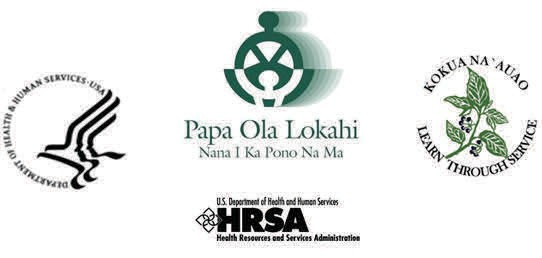 DEPARTMENT OF HEALTH & HUMAN SERVICES · USA
Papa Ola Lokahi
Nana I Ka Pono Na Ma
KOKUA NA`AUAO
LEARN THROUGH SERVICE
U.S. Department of Health and Human Services
HRSA
Health Resources and Services Administration